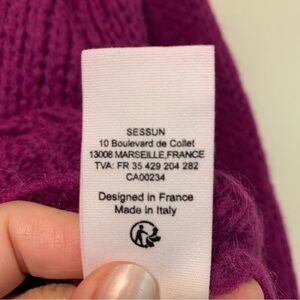 SESSUN
10 Boulevard de Collet
13008 MARSEILLE,FRANCE
TVA: FR 35 429 204 282
CA00234
Designed in France
Made in Italy